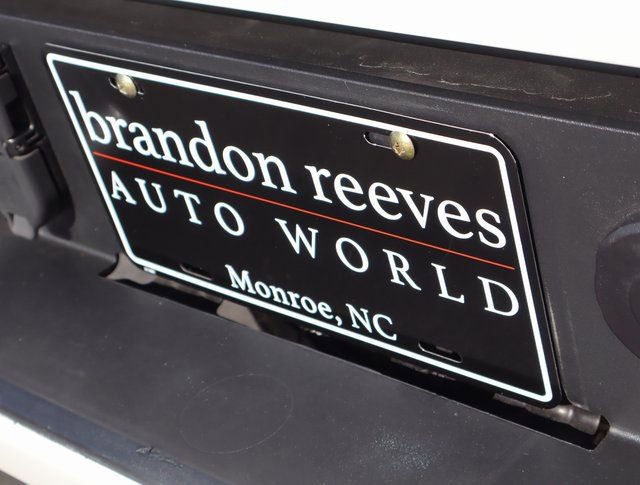 brandon reeves
AUTO WORLD
Monroe, NC